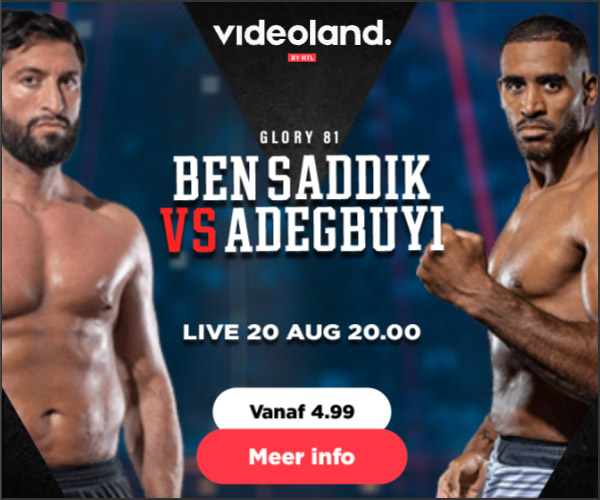 videoland.
BY RTL
GLORY 81
BEN SADDIK
VS ADEGBUYI
LIVE 20 AUG 20.00
Vanaf 4.99
Meer info